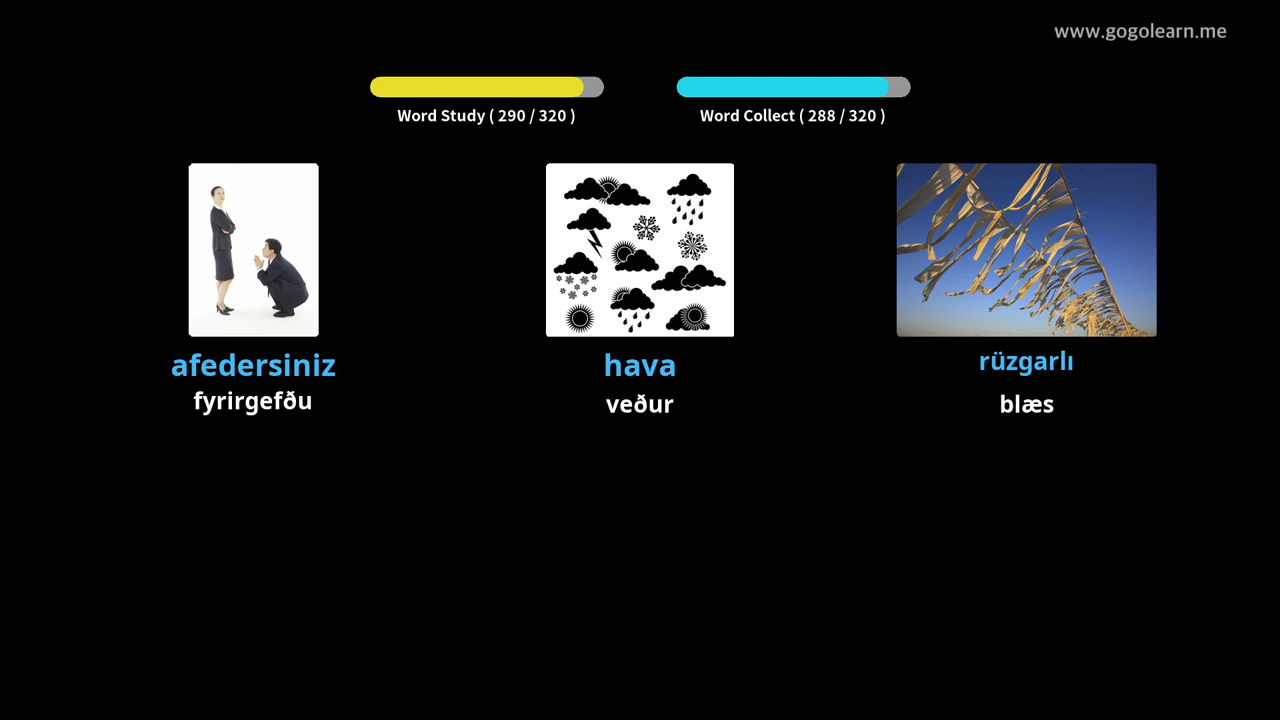 www.gogolearn.me
Word Study ( 290 / 320 )
Word Collect ( 288 / 320 )
afedersiniz
fyrirgefðu
hava
veður
rüzgarlı
blæs